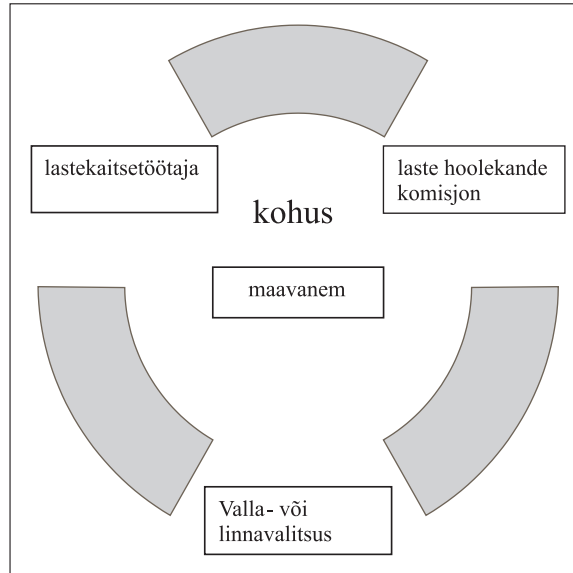 lastekaitsetöötaja
laste hoolekande
komisjon
kohus
maavanem
Valla- või
linnavalitsus